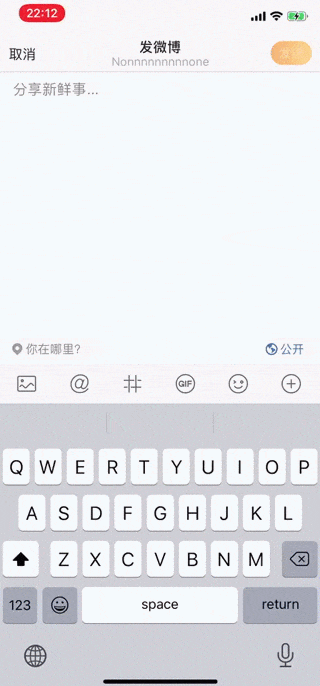 22:12
取消
发微博
发送
Nonnnnnnnnnone
分享新鲜事...
你在哪里?
公开
@
GIF
Q W E R T Y U I O P
A S D F G H J K L
Z X C V B N M
123 space return